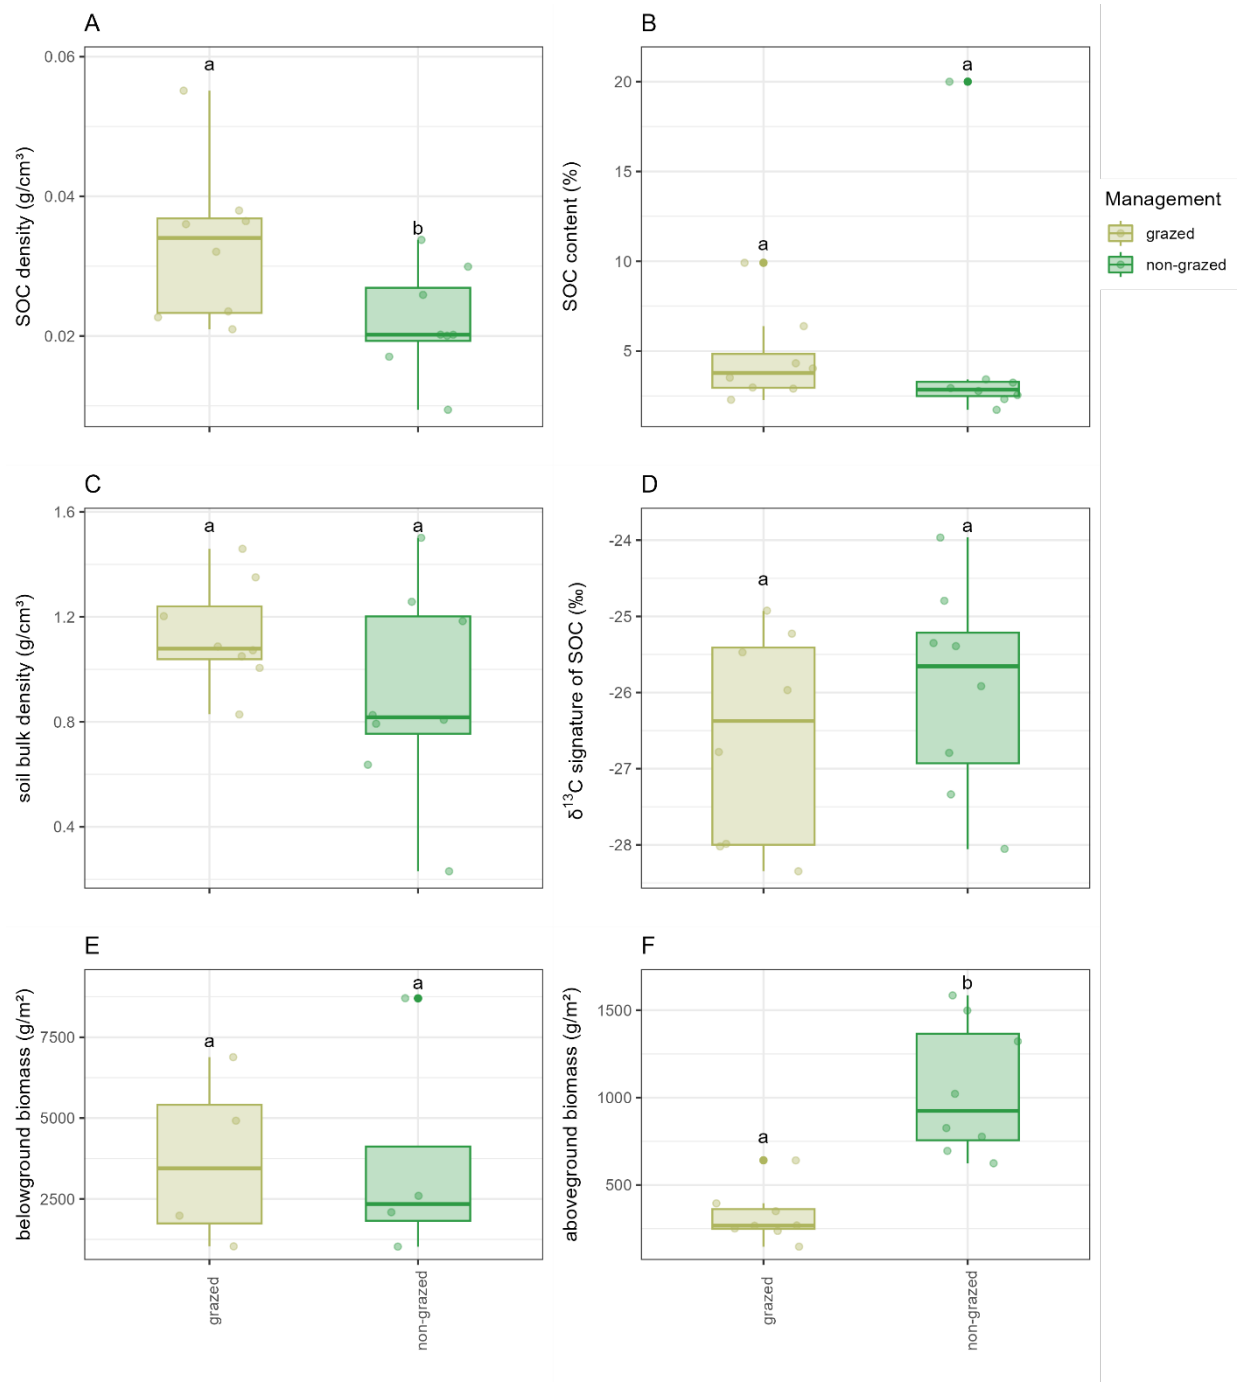 A
SOC density (g/cm³)
0.06
0.04
0.02
a
b
B
SOC content (%)
20
15
10
5
a
a
Management
grazed
non-grazed
C
soil bulk density (g/cm³)
1.6
1.2
0.8
0.4
a
a
D
δ¹³C signature of SOC (‰)
-24
-25
-26
-27
-28
a
a
E
belowground biomass (g/m²)
7500
5000
2500
a
a
grazed
non-grazed
F
aboveground biomass (g/m²)
1500
1000
500
a
b
grazed
non-grazed